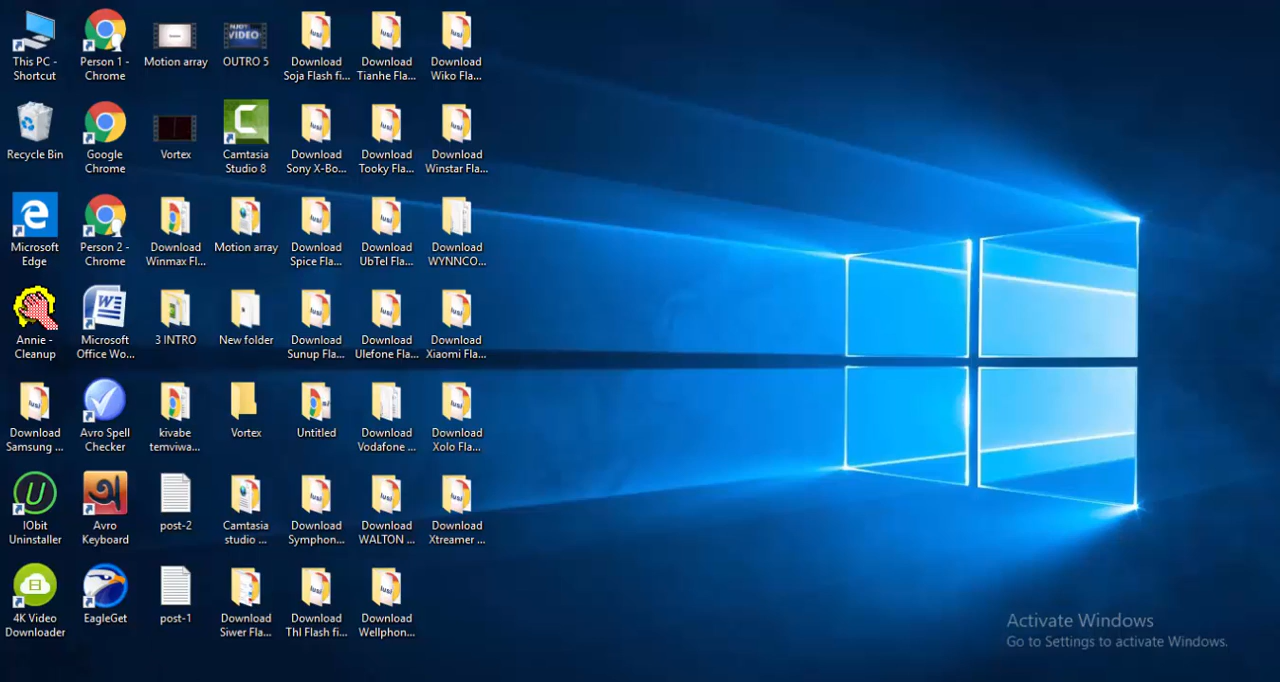 This PC -
Shortcut
Person 1 -
Chrome
Motion array
OUTRO 5
Download
Soja Flash fi...
Download
Tianhe Fla...
Download
Wiko Fla...
Recycle Bin
Google
Chrome
Vortex
Camtasia
Studio 8
Download
Sony X-Bo...
Download
Tooky Fla...
Download
Winstar Fla...
Microsoft
Edge
Person 2 -
Chrome
Download
Winmax Fl...
Motion array
Download
Spice Fla...
Download
UbTel Fla...
Download
WYNNCO...
Annie -
Cleanup
Microsoft
Office Wo...
3 INTRO
New folder
Download
Sunup Fla...
Download
Ulefone Fla...
Download
Xiaomi Fla...
Download
Samsung ...
Avro Spell
Checker
kivabe
temviwa...
Vortex
Untitled
Download
Vodafone ...
Download
Xolo Fla...
IObit
Uninstaller
Avro
Keyboard
post-2
Camtasia
studio ...
Download
Symphon...
Download
WALTON ...
Download
Xtreamer ...
4K Video
Downloader
EagleGet
post-1
Download
Siwer Fla...
Download
Thl Flash fi...
Download
Wellphon...
Activate Windows
Go to Settings to activate Windows.